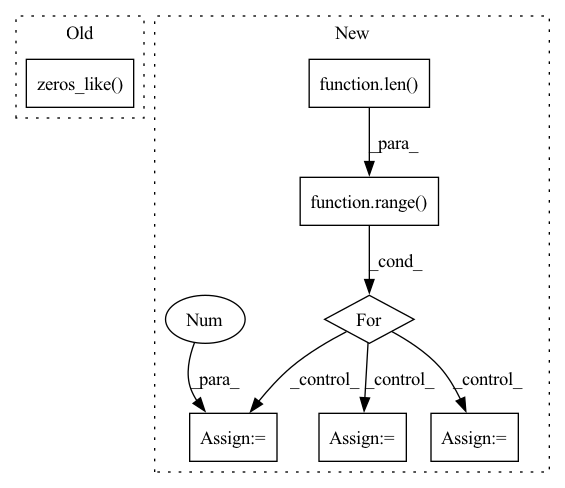 Old
New
zeros_like()
function.len()
_para_
function.range()
_cond_
Num
For
_para_
_control_
_control_
_control_
Assign:=
Assign:=
Assign:=